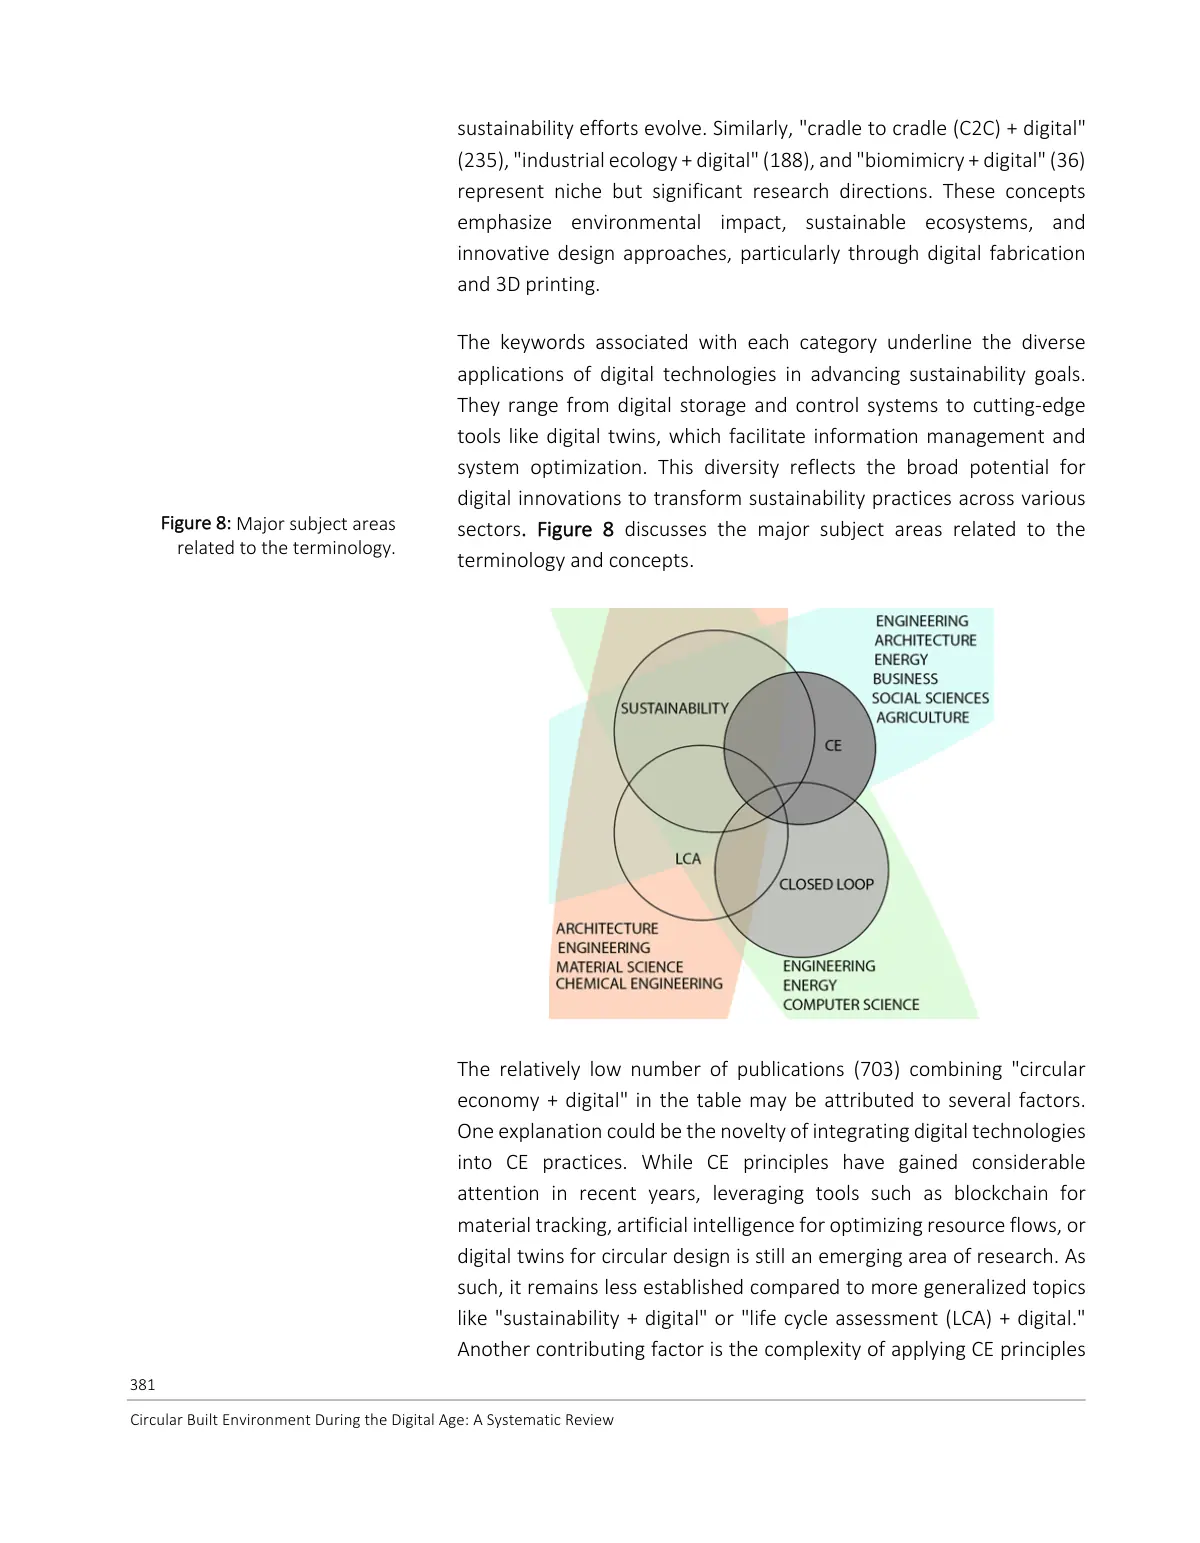 sustainability efforts evolve. Similarly, "cradle to cradle (C2C) + digital"
(235), "industrial ecology + digital" (188), and "biomimicry + digital" (36)
represent niche but significant research directions. These concepts
emphasize environmental impact, sustainable ecosystems, and
innovative design approaches, particularly through digital fabrication
and 3D printing.
The keywords associated with each category underline the diverse
applications of digital technologies in advancing sustainability goals.
They range from digital storage and control systems to cutting-edge
tools like digital twins, which facilitate information management and
system optimization. This diversity reflects the broad potential for
digital innovations to transform sustainability practices across various
sectors. Figure 8 discusses the major subject areas related to the
terminology and concepts.
Figure 8: Major subject areas
related to the terminology.
ENGINEERING
ARCHITECTURE
ENERGY
BUSINESS
SOCIAL SCIENCES
AGRICULTURE
SUSTAINABILITY
CE
LCA
CLOSED LOOP
ARCHITECTURE
ENGINEERING
MATERIAL SCIENCE
CHEMICAL ENGINEERING
ENGINEERING
ENERGY
COMPUTER SCIENCE
The relatively low number of publications (703) combining "circular
economy + digital" in the table may be attributed to several factors.
One explanation could be the novelty of integrating digital technologies
into CE practices. While CE principles have gained considerable
attention in recent years, leveraging tools such as blockchain for
material tracking, artificial intelligence for optimizing resource flows, or
digital twins for circular design is still an emerging area of research. As
such, it remains less established compared to more generalized topics
like "sustainability + digital" or "life cycle assessment (LCA) + digital."
Another contributing factor is the complexity of applying CE principles
381
Circular Built Environment During the Digital Age: A Systematic Review